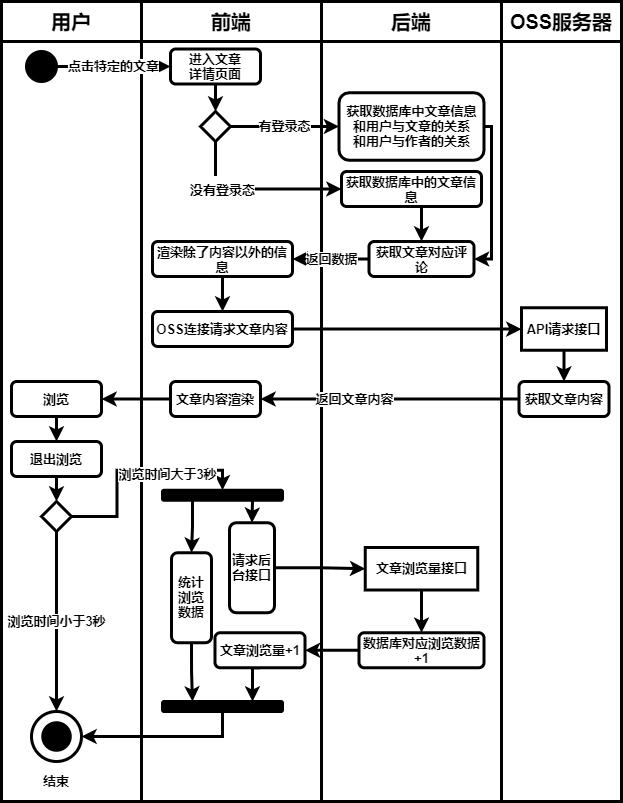 用户
前端
后端
OSS服务器
点击特定的文章
进入文章
详情页面
有登录态
获取数据库中文章信息
和用户与文章的关系
和用户与作者的关系
没有登录态
获取数据库中的文章信
息
渲染除了内容以外的信
息
返回数据
获取文章对应评
论
OSS连接请求文章内容
API请求接口
浏览
文章内容渲染
返回文章内容
获取文章内容
退出浏览
浏览时间大于3秒
请求后
台接口
文章浏览量接口
统计
浏览
数据
浏览时间小于3秒
文章浏览量+1
数据库对应浏览数据
+1
结束